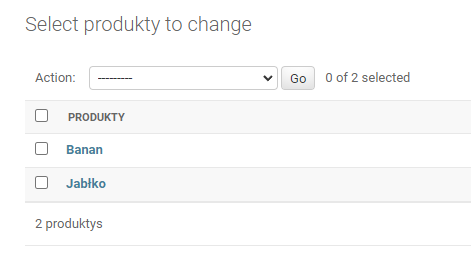 Select produkty to change
Action: --------- Go 0 of 2 selected
PRODUKTY
Banan
Jabłko
2 produktys